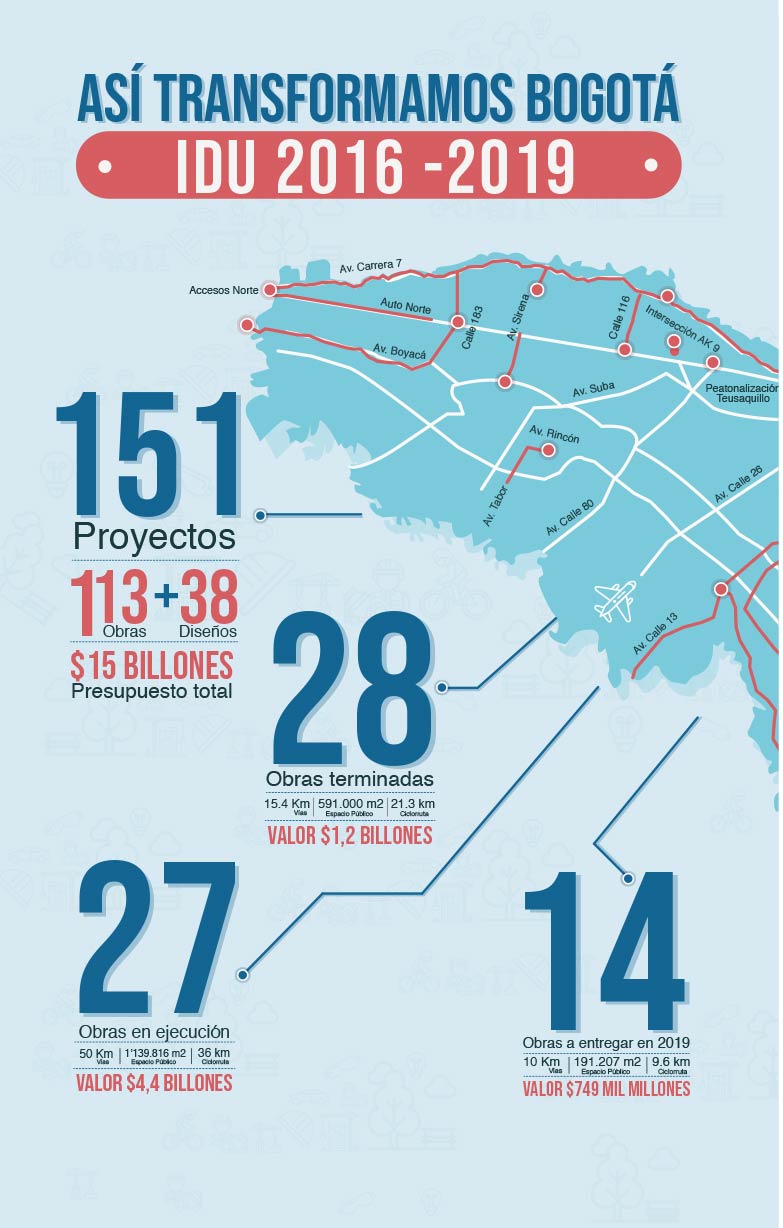 ASÍ TRANSFORMAMOS BOGOTÁ
IDU 2016 -2019
Av. Carrera 7
Accesos Norte
Auto Norte
Calle 183
Av. Sirena
Calle 116
Intersección AK 9
Av. Boyacá
Peatonalización
Teusaquillo
Av. Suba
Av. Rincón
Av. Tabor
Av. Calle 80
Av. Calle 26
Av. Calle 13
151
Proyectos
113 + 38
Obras Diseños
$15 BILLONES
Presupuesto total
28
Obras terminadas
15.4 Km 591.000 m2 21.3 km
Vías Espacio Público Ciclorruta
VALOR $1,2 BILLONES
27
Obras en ejecución
50 Km 1'139.816 m2 36 km
Vías Espacio Público Ciclorruta
VALOR $4,4 BILLONES
14
Obras a entregar en 2019
10 Km 191.207 m2 9.6 km
Vías Espacio Público Ciclorruta
VALOR $749 MIL MILLONES